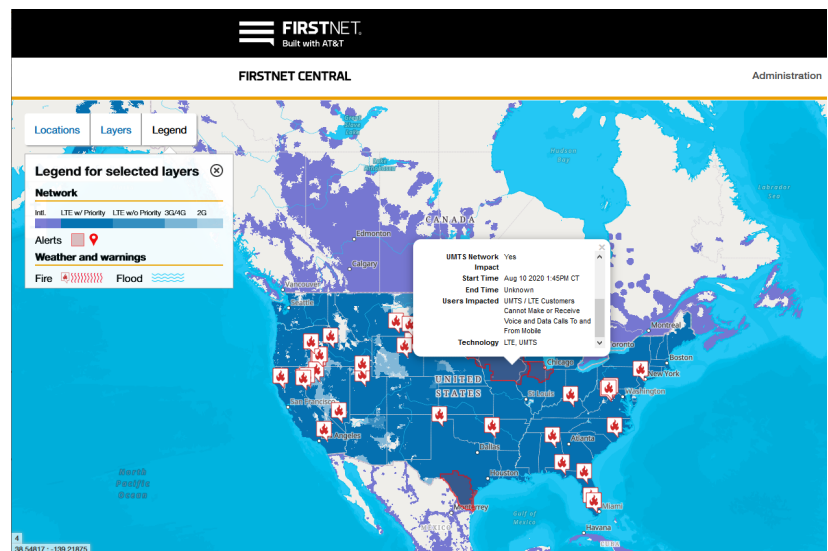 FIRSTNET.
Built with AT&T
FIRSTNET CENTRAL
Administration
Locations
Layers
Legend
Legend for selected layers
Network
Intl. LTE w/ Priority LTE w/o Priority 3G/4G 2G
Alerts
Weather and warnings
Fire Flood
Hudson
Bay
Labrador
Sea
CANADA
Edmonton
Calgary
Vancouver
Seattle
UMTS Network Impact Yes
Start Time Aug 10 2020 1:45PM CT
End Time Unknown
Users Impacted UMTS / LTE Customers
Cannot Make or Receive
Voice and Data Calls To and
From Mobile
Technology LTE, UMTS
Montreal
oronto
Boston
Chicago
New York
UNITED
STATES
St Louis
Washington
San Francisco
Angeles
Atlanta
Dallas
Houston
North
Pacific
Ocean
Monterrey
Gulf of
Mexico
Miami
MEXICO
Havana
CUBA
4
38.54817 : -139.21875